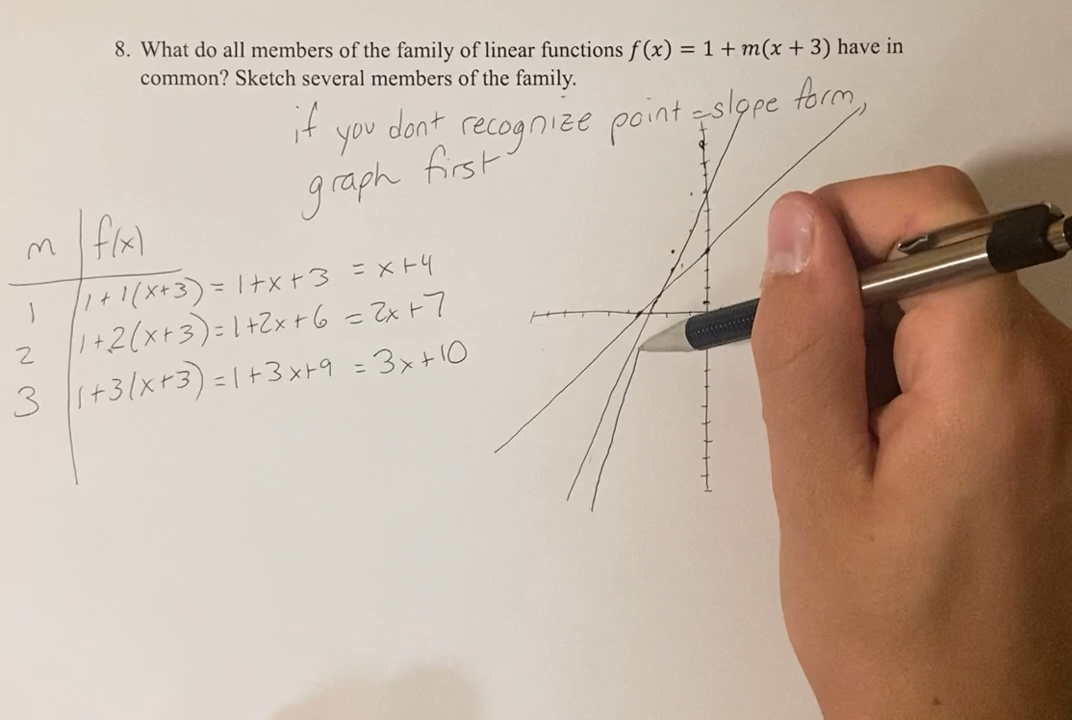 8. What do all members of the family of linear functions f(x) = 1 + m(x + 3) have in
common? Sketch several members of the family.
if you dont recognize point-slope form,
graph first
m f(x)
1 1+1(x+3) = 1+x+3 = x+4
2 1+2(x+3)=1+2x+6 = 2x+7
3 1+3(x+3)=1+3x+9 = 3x+10